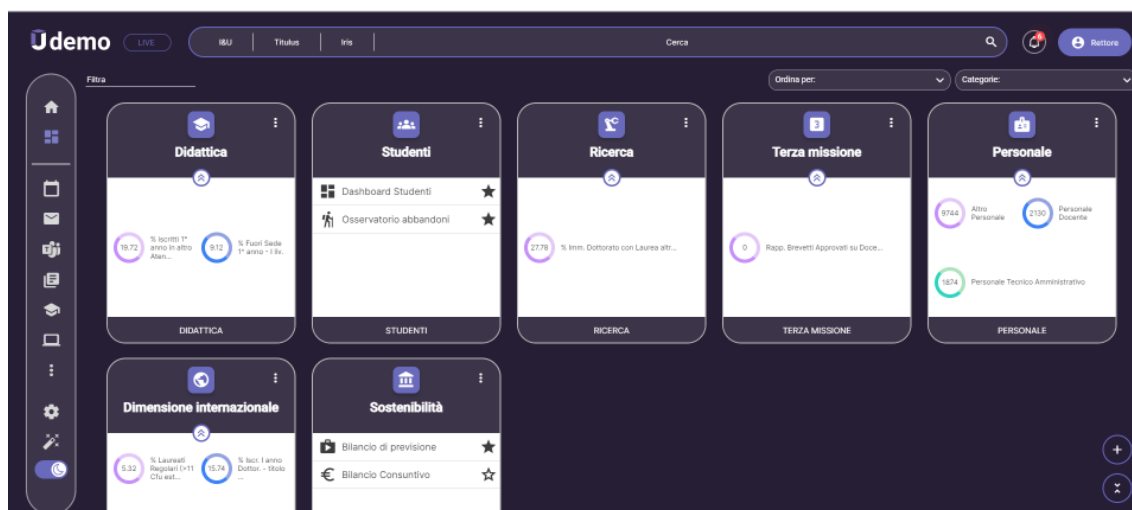 Udemo
LIVE
I&U
Titulus
Iris
Cerca
6
Rettore
Filtra
Ordina per:
Categorie:
Didattica
19.72
% Iscritti 1°
anno in altro
Aten...
9.12
% Fuori Sede
1° anno - I liv.
DIDATTICA
Studenti
Dashboard Studenti
Osservatorio abbandoni
STUDENTI
Ricerca
27.78
% Imm. Dottorato con Laurea altr...
RICERCA
Terza missione
0
Rapp. Brevetti Approvati su Doce...
TERZA MISSIONE
Personale
9744
Altro
Personale
2130
Personale
Docente
1874
Personale Tecnico Amministrativo
PERSONALE
Dimensione internazionale
5.32
% Laureati
Regolari (>11
Cfu est...
15.74
% Iscr. I anno
Dottor. - titolo
...
Sostenibilità
Bilancio di previsione
Bilancio Consuntivo